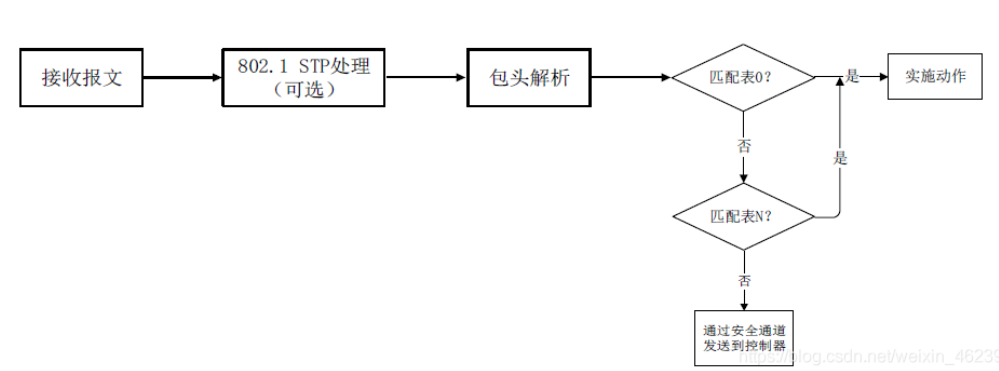 接收报文
802.1 STP处理
（可选）
包头解析
匹配表0？
是
实施动作
否
是
匹配表N？
否
通过安全通道
发送到控制器
https://blog.csdn.net/weixin_46239